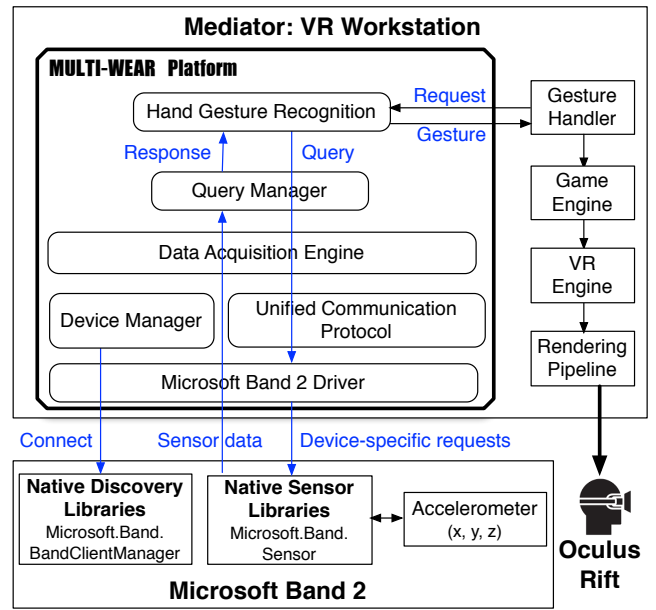 Mediator: VR Workstation
MULTI-WEAR Platform
Hand Gesture Recognition
Request
Gesture
Gesture
Handler
Response
Query
Query Manager
Game
Engine
Data Acquisition Engine
VR
Engine
Device Manager
Unified Communication
Protocol
Rendering
Pipeline
Microsoft Band 2 Driver
Connect
Sensor data
Device-specific requests
Native Discovery
Libraries
Microsoft.Band.
BandClientManager
Native Sensor
Libraries
Microsoft.Band.
Sensor
Accelerometer
(x, y, z)
Oculus
Rift
Microsoft Band 2